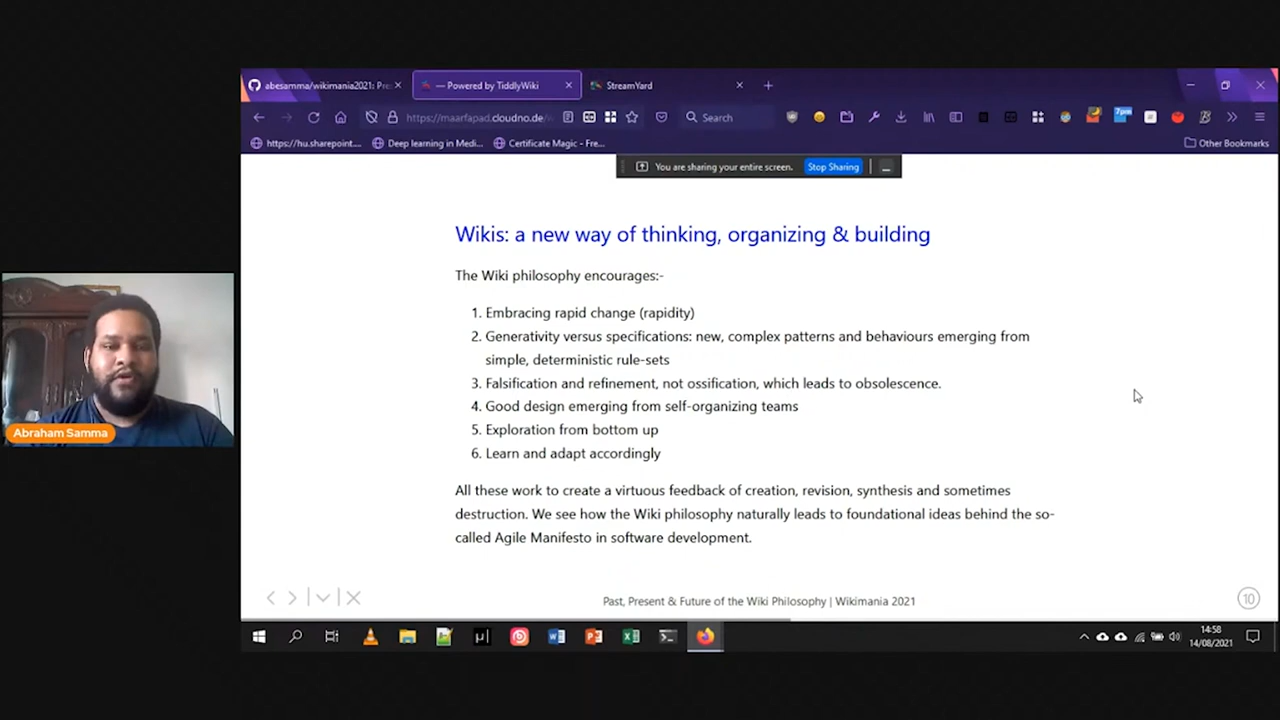 abesamma/wikimania2021: Pre
— Powered by TiddlyWiki
StreamYard
https://maarfapad.cloudno.de/
Search
7pm
https://hu.sharepoint....
Deep learning in Medi...
Certificate Magic - Fre...
Other Bookmarks
You are sharing your entire screen.
Stop Sharing
Wikis: a new way of thinking, organizing & building
The Wiki philosophy encourages:-
1. Embracing rapid change (rapidity)
2. Generativity versus specifications: new, complex patterns and behaviours emerging from
simple, deterministic rule-sets
3. Falsification and refinement, not ossification, which leads to obsolescence.
4. Good design emerging from self-organizing teams
5. Exploration from bottom up
6. Learn and adapt accordingly
All these work to create a virtuous feedback of creation, revision, synthesis and sometimes
destruction. We see how the Wiki philosophy naturally leads to foundational ideas behind the so-
called Agile Manifesto in software development.
Abraham Samma
Past, Present & Future of the Wiki Philosophy | Wikimania 2021
10
14:58
14/08/2021